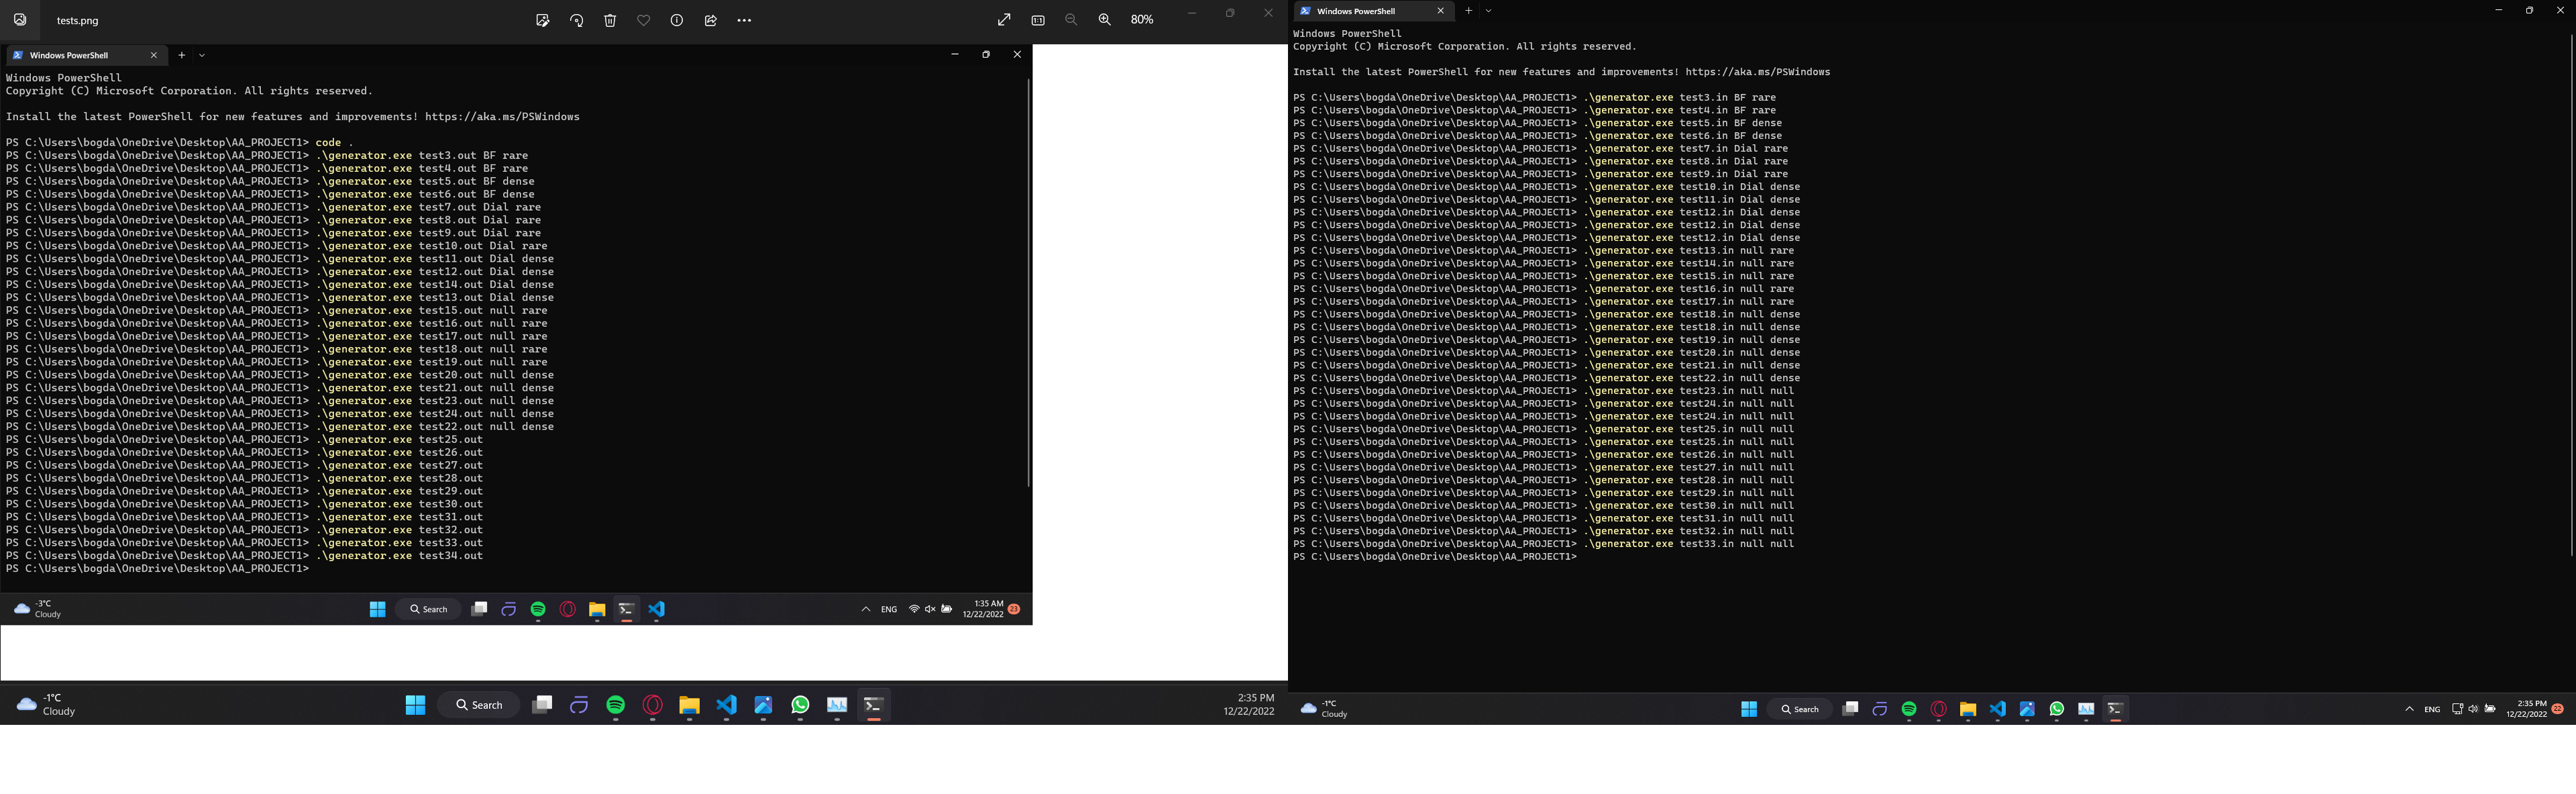 tests.png
80%
Windows PowerShell
Windows PowerShell
Copyright (C) Microsoft Corporation. All rights reserved.
Install the latest PowerShell for new features and improvements! https://aka.ms/PSWindows
PS C:\Users\bogda\OneDrive\Desktop\AA_PROJECT1> code .
PS C:\Users\bogda\OneDrive\Desktop\AA_PROJECT1> .\generator.exe test3.out BF rare
PS C:\Users\bogda\OneDrive\Desktop\AA_PROJECT1> .\generator.exe test4.out BF rare
PS C:\Users\bogda\OneDrive\Desktop\AA_PROJECT1> .\generator.exe test5.out BF dense
PS C:\Users\bogda\OneDrive\Desktop\AA_PROJECT1> .\generator.exe test6.out BF dense
PS C:\Users\bogda\OneDrive\Desktop\AA_PROJECT1> .\generator.exe test7.out Dial rare
PS C:\Users\bogda\OneDrive\Desktop\AA_PROJECT1> .\generator.exe test8.out Dial rare
PS C:\Users\bogda\OneDrive\Desktop\AA_PROJECT1> .\generator.exe test9.out Dial rare
PS C:\Users\bogda\OneDrive\Desktop\AA_PROJECT1> .\generator.exe test10.out Dial rare
PS C:\Users\bogda\OneDrive\Desktop\AA_PROJECT1> .\generator.exe test11.out Dial dense
PS C:\Users\bogda\OneDrive\Desktop\AA_PROJECT1> .\generator.exe test12.out Dial dense
PS C:\Users\bogda\OneDrive\Desktop\AA_PROJECT1> .\generator.exe test14.out Dial dense
PS C:\Users\bogda\OneDrive\Desktop\AA_PROJECT1> .\generator.exe test13.out Dial dense
PS C:\Users\bogda\OneDrive\Desktop\AA_PROJECT1> .\generator.exe test15.out null rare
PS C:\Users\bogda\OneDrive\Desktop\AA_PROJECT1> .\generator.exe test16.out null rare
PS C:\Users\bogda\OneDrive\Desktop\AA_PROJECT1> .\generator.exe test17.out null rare
PS C:\Users\bogda\OneDrive\Desktop\AA_PROJECT1> .\generator.exe test18.out null rare
PS C:\Users\bogda\OneDrive\Desktop\AA_PROJECT1> .\generator.exe test19.out null rare
PS C:\Users\bogda\OneDrive\Desktop\AA_PROJECT1> .\generator.exe test20.out null dense
PS C:\Users\bogda\OneDrive\Desktop\AA_PROJECT1> .\generator.exe test21.out null dense
PS C:\Users\bogda\OneDrive\Desktop\AA_PROJECT1> .\generator.exe test23.out null dense
PS C:\Users\bogda\OneDrive\Desktop\AA_PROJECT1> .\generator.exe test24.out null dense
PS C:\Users\bogda\OneDrive\Desktop\AA_PROJECT1> .\generator.exe test22.out null dense
PS C:\Users\bogda\OneDrive\Desktop\AA_PROJECT1> .\generator.exe test25.out
PS C:\Users\bogda\OneDrive\Desktop\AA_PROJECT1> .\generator.exe test26.out
PS C:\Users\bogda\OneDrive\Desktop\AA_PROJECT1> .\generator.exe test27.out
PS C:\Users\bogda\OneDrive\Desktop\AA_PROJECT1> .\generator.exe test28.out
PS C:\Users\bogda\OneDrive\Desktop\AA_PROJECT1> .\generator.exe test29.out
PS C:\Users\bogda\OneDrive\Desktop\AA_PROJECT1> .\generator.exe test30.out
PS C:\Users\bogda\OneDrive\Desktop\AA_PROJECT1> .\generator.exe test31.out
PS C:\Users\bogda\OneDrive\Desktop\AA_PROJECT1> .\generator.exe test32.out
PS C:\Users\bogda\OneDrive\Desktop\AA_PROJECT1> .\generator.exe test33.out
PS C:\Users\bogda\OneDrive\Desktop\AA_PROJECT1> .\generator.exe test34.out
PS C:\Users\bogda\OneDrive\Desktop\AA_PROJECT1>
-3°C
Cloudy
Search
ENG
1:35 AM
12/22/2022
23
-1°C
Cloudy
Search
2:35 PM
12/22/2022
Windows PowerShell
Windows PowerShell
Copyright (C) Microsoft Corporation. All rights reserved.
Install the latest PowerShell for new features and improvements! https://aka.ms/PSWindows
PS C:\Users\bogda\OneDrive\Desktop\AA_PROJECT1> .\generator.exe test3.in BF rare
PS C:\Users\bogda\OneDrive\Desktop\AA_PROJECT1> .\generator.exe test4.in BF rare
PS C:\Users\bogda\OneDrive\Desktop\AA_PROJECT1> .\generator.exe test5.in BF dense
PS C:\Users\bogda\OneDrive\Desktop\AA_PROJECT1> .\generator.exe test6.in BF dense
PS C:\Users\bogda\OneDrive\Desktop\AA_PROJECT1> .\generator.exe test7.in Dial rare
PS C:\Users\bogda\OneDrive\Desktop\AA_PROJECT1> .\generator.exe test8.in Dial rare
PS C:\Users\bogda\OneDrive\Desktop\AA_PROJECT1> .\generator.exe test9.in Dial rare
PS C:\Users\bogda\OneDrive\Desktop\AA_PROJECT1> .\generator.exe test10.in Dial dense
PS C:\Users\bogda\OneDrive\Desktop\AA_PROJECT1> .\generator.exe test11.in Dial dense
PS C:\Users\bogda\OneDrive\Desktop\AA_PROJECT1> .\generator.exe test12.in Dial dense
PS C:\Users\bogda\OneDrive\Desktop\AA_PROJECT1> .\generator.exe test12.in Dial dense
PS C:\Users\bogda\OneDrive\Desktop\AA_PROJECT1> .\generator.exe test12.in Dial dense
PS C:\Users\bogda\OneDrive\Desktop\AA_PROJECT1> .\generator.exe test13.in null rare
PS C:\Users\bogda\OneDrive\Desktop\AA_PROJECT1> .\generator.exe test14.in null rare
PS C:\Users\bogda\OneDrive\Desktop\AA_PROJECT1> .\generator.exe test15.in null rare
PS C:\Users\bogda\OneDrive\Desktop\AA_PROJECT1> .\generator.exe test16.in null rare
PS C:\Users\bogda\OneDrive\Desktop\AA_PROJECT1> .\generator.exe test17.in null rare
PS C:\Users\bogda\OneDrive\Desktop\AA_PROJECT1> .\generator.exe test18.in null dense
PS C:\Users\bogda\OneDrive\Desktop\AA_PROJECT1> .\generator.exe test18.in null dense
PS C:\Users\bogda\OneDrive\Desktop\AA_PROJECT1> .\generator.exe test19.in null dense
PS C:\Users\bogda\OneDrive\Desktop\AA_PROJECT1> .\generator.exe test20.in null dense
PS C:\Users\bogda\OneDrive\Desktop\AA_PROJECT1> .\generator.exe test21.in null dense
PS C:\Users\bogda\OneDrive\Desktop\AA_PROJECT1> .\generator.exe test22.in null dense
PS C:\Users\bogda\OneDrive\Desktop\AA_PROJECT1> .\generator.exe test23.in null null
PS C:\Users\bogda\OneDrive\Desktop\AA_PROJECT1> .\generator.exe test24.in null null
PS C:\Users\bogda\OneDrive\Desktop\AA_PROJECT1> .\generator.exe test24.in null null
PS C:\Users\bogda\OneDrive\Desktop\AA_PROJECT1> .\generator.exe test25.in null null
PS C:\Users\bogda\OneDrive\Desktop\AA_PROJECT1> .\generator.exe test25.in null null
PS C:\Users\bogda\OneDrive\Desktop\AA_PROJECT1> .\generator.exe test26.in null null
PS C:\Users\bogda\OneDrive\Desktop\AA_PROJECT1> .\generator.exe test27.in null null
PS C:\Users\bogda\OneDrive\Desktop\AA_PROJECT1> .\generator.exe test28.in null null
PS C:\Users\bogda\OneDrive\Desktop\AA_PROJECT1> .\generator.exe test29.in null null
PS C:\Users\bogda\OneDrive\Desktop\AA_PROJECT1> .\generator.exe test30.in null null
PS C:\Users\bogda\OneDrive\Desktop\AA_PROJECT1> .\generator.exe test31.in null null
PS C:\Users\bogda\OneDrive\Desktop\AA_PROJECT1> .\generator.exe test32.in null null
PS C:\Users\bogda\OneDrive\Desktop\AA_PROJECT1> .\generator.exe test33.in null null
PS C:\Users\bogda\OneDrive\Desktop\AA_PROJECT1>
-1°C
Cloudy
Search
ENG
2:35 PM
12/22/2022
22